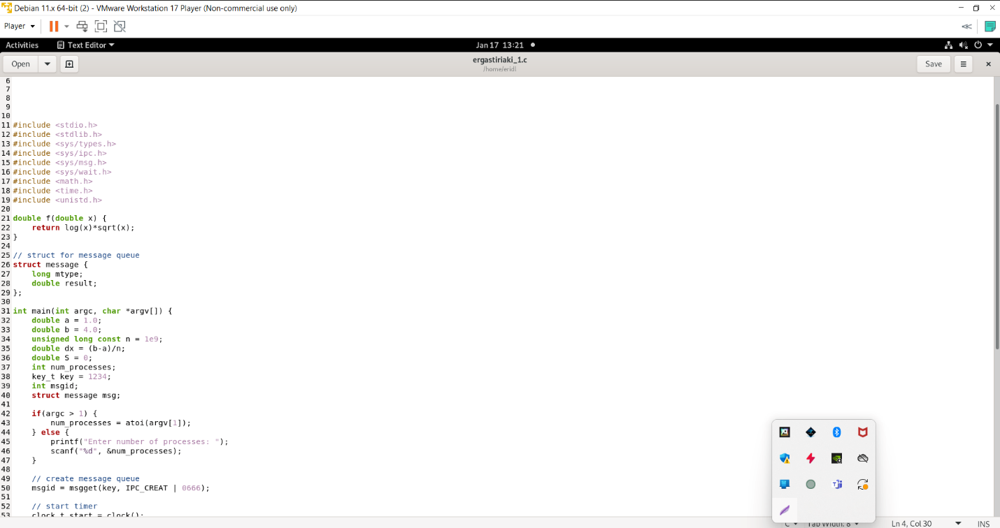 Debian 11.x 64-bit (2) - VMware Workstation 17 Player (Non-commercial use only)
Player
Activities Text Editor Jan 17 13:21
Open ergastiriaki_1.c Save
/home/eridl
6
7
8
9
10
11 #include <stdio.h>
12 #include <stdlib.h>
13 #include <sys/types.h>
14 #include <sys/ipc.h>
15 #include <sys/msg.h>
16 #include <sys/wait.h>
17 #include <math.h>
18 #include <time.h>
19 #include <unistd.h>
20
21 double f(double x) {
22     return log(x)*sqrt(x);
23 }
24
25 // struct for message queue
26 struct message {
27     long mtype;
28     double result;
29 };
30
31 int main(int argc, char *argv[]) {
32     double a = 1.0;
33     double b = 4.0;
34     unsigned long const n = 1e9;
35     double dx = (b-a)/n;
36     double S = 0;
37     int num_processes;
38     key_t key = 1234;
39     int msgid;
40     struct message msg;
41
42     if(argc > 1) {
43         num_processes = atoi(argv[1]);
44     } else {
45         printf("Enter number of processes: ");
46         scanf("%d", &num_processes);
47     }
48
49     // create message queue
50     msgid = msgget(key, IPC_CREAT | 0666);
51
52     // start timer
53     clock_t start = clock();
C Tab Width: 8 Ln 4, Col 30 INS